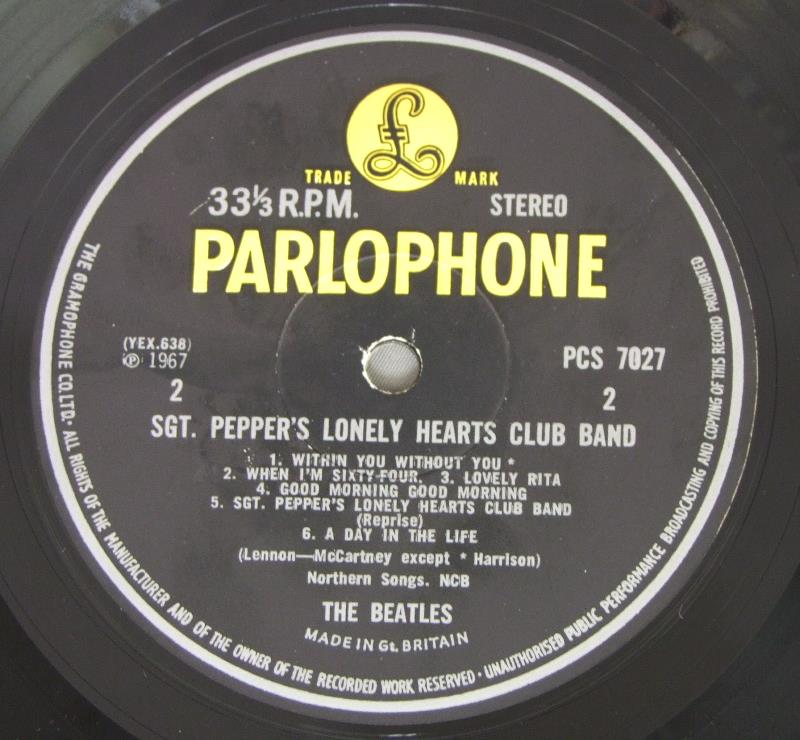 £
TRADE MARK
33⅓ R.P.M. STEREO
PARLOPHONE
(YEX.638)
℗ 1967 PCS 7027
2 2
SGT. PEPPER'S LONELY HEARTS CLUB BAND
1. WITHIN YOU WITHOUT YOU *
2. WHEN I'M SIXTY-FOUR. 3. LOVELY RITA
4. GOOD MORNING GOOD MORNING
5. SGT. PEPPER'S LONELY HEARTS CLUB BAND
(Reprise)
6. A DAY IN THE LIFE
(Lennon—McCartney except * Harrison)
Northern Songs. NCB
THE BEATLES
MADE IN Gt. BRITAIN
THE GRAMOPHONE CO. LTD. · ALL RIGHTS OF THE MANUFACTURER AND OF THE OWNER OF THE RECORDED WORK RESERVED · UNAUTHORISED PUBLIC PERFORMANCE BROADCASTING AND COPYING OF THIS RECORD PROHIBITED